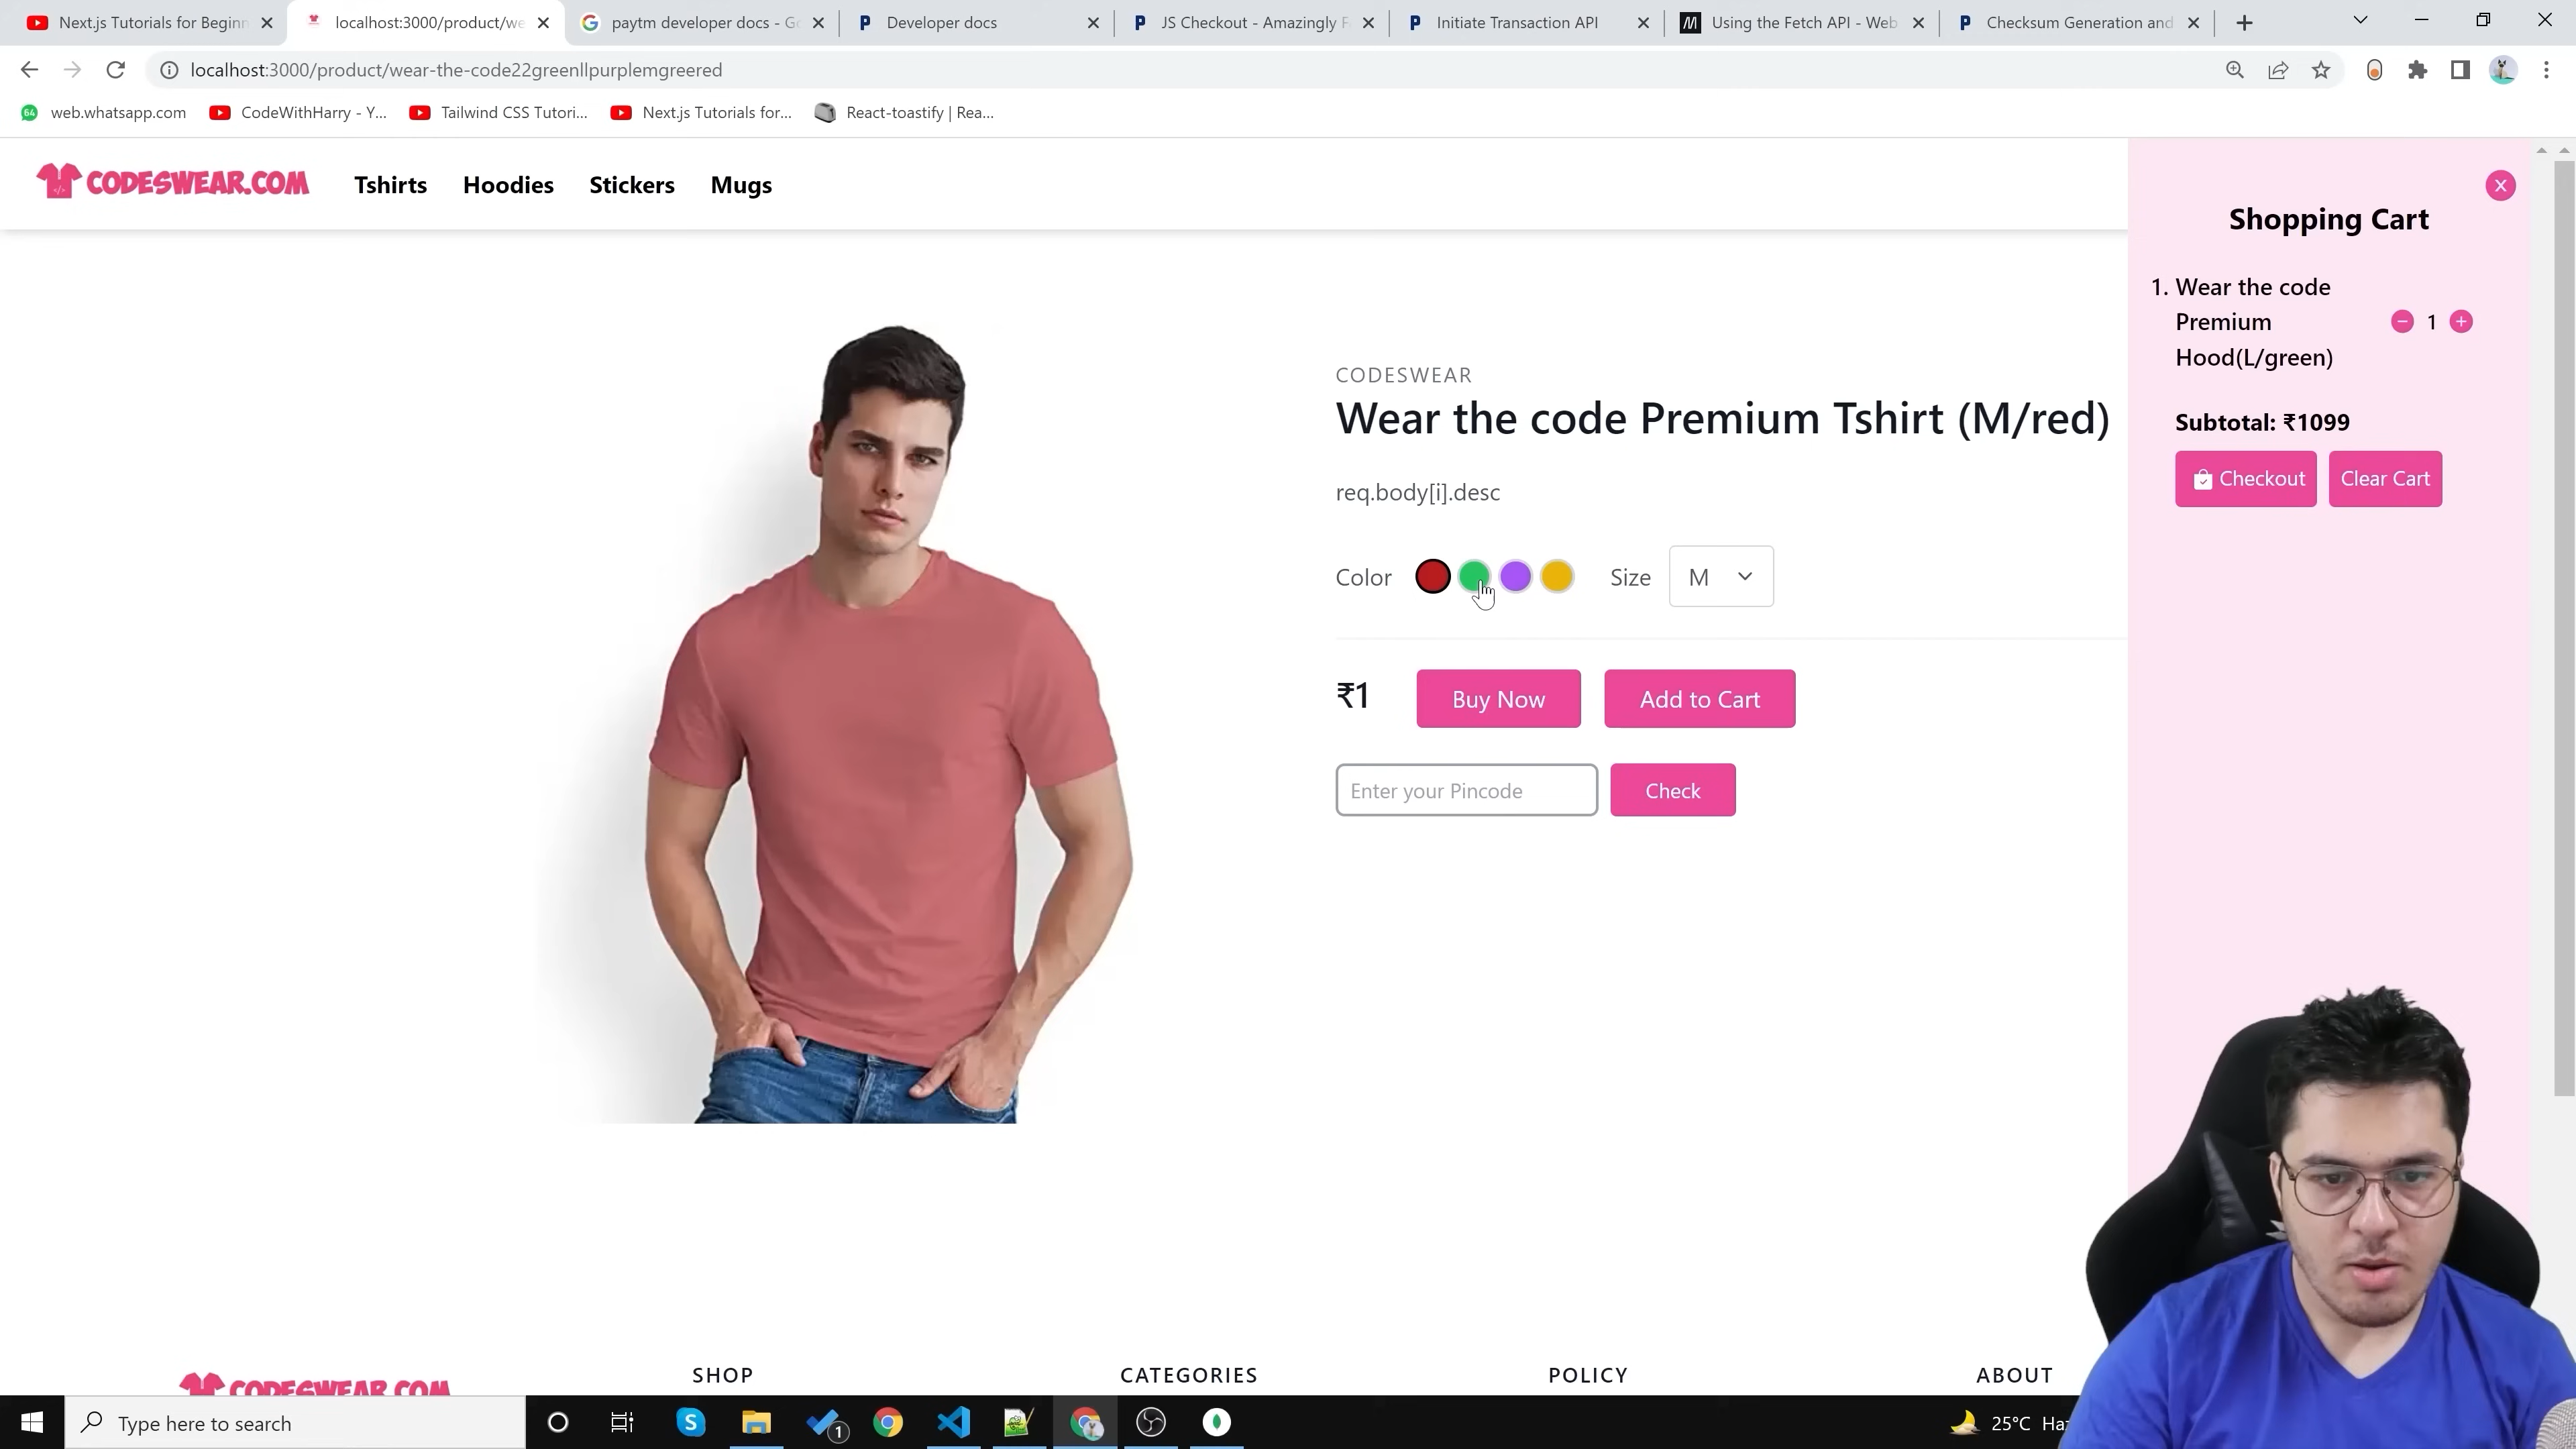 Next.js Tutorials for Beginn
localhost:3000/product/we
paytm developer docs - Go
Developer docs
JS Checkout - Amazingly F
Initiate Transaction API
Using the Fetch API - Web
Checksum Generation and
localhost:3000/product/wear-the-code22greenllpurplemgreered
64
web.whatsapp.com
CodeWithHarry - Y...
Tailwind CSS Tutori...
Next.js Tutorials for...
React-toastify | Rea...
CODESWEAR.COM
Tshirts
Hoodies
Stickers
Mugs
X
Shopping Cart
1. Wear the code
Premium
Hood(L/green)
1
Subtotal: ₹1099
Checkout
Clear Cart
CODESWEAR
Wear the code Premium Tshirt (M/red)
req.body[i].desc
Color
Size
M
₹1
Buy Now
Add to Cart
Enter your Pincode
Check
CODESWEAR.COM
SHOP
CATEGORIES
POLICY
ABOUT
Type here to search
1
25°C